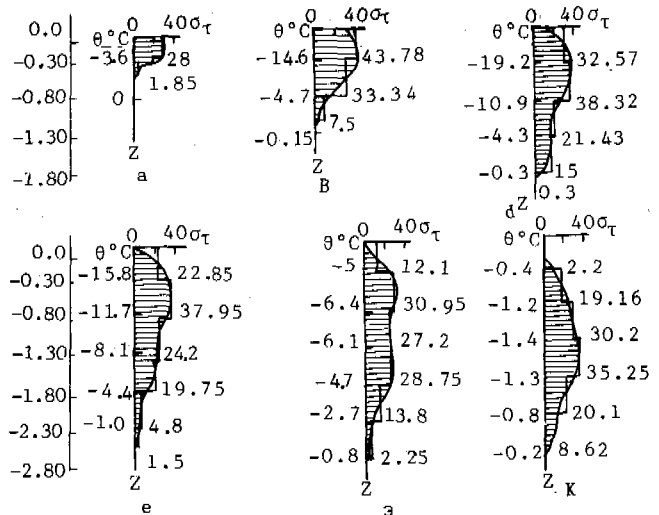 0.0
-0.30
-0.80
-1.30
-1.80
θ°C
0 40στ
-3.6 28
1.85
0
Z
а
θ°C
0 40στ
-14.6 43.78
-4.7 33.34
7.5
-0.15
Z
В
θ°C
0 40στ
-19.2 32.57
-10.9 38.32
-4.3 21.43
-0.3 15
0.3
Z
d
0.0
-0.30
-0.80
-1.30
-1.80
-2.30
-2.80
θ°C
0 40στ
-15.8 22.85
-11.7 37.95
-8.1 24.2
-4.4 19.75
-1.0 4.8
1.5
Z
е
θ°C
0 40στ
-5 12.1
-6.4 30.95
-6.1 27.2
-4.7 28.75
-2.7 13.8
-0.8 2.25
Z
э
θ°C
0 40στ
-0.4 2.2
-1.2 19.16
-1.4 30.2
-1.3 35.25
-0.8 20.1
-0.2 8.62
Z
К